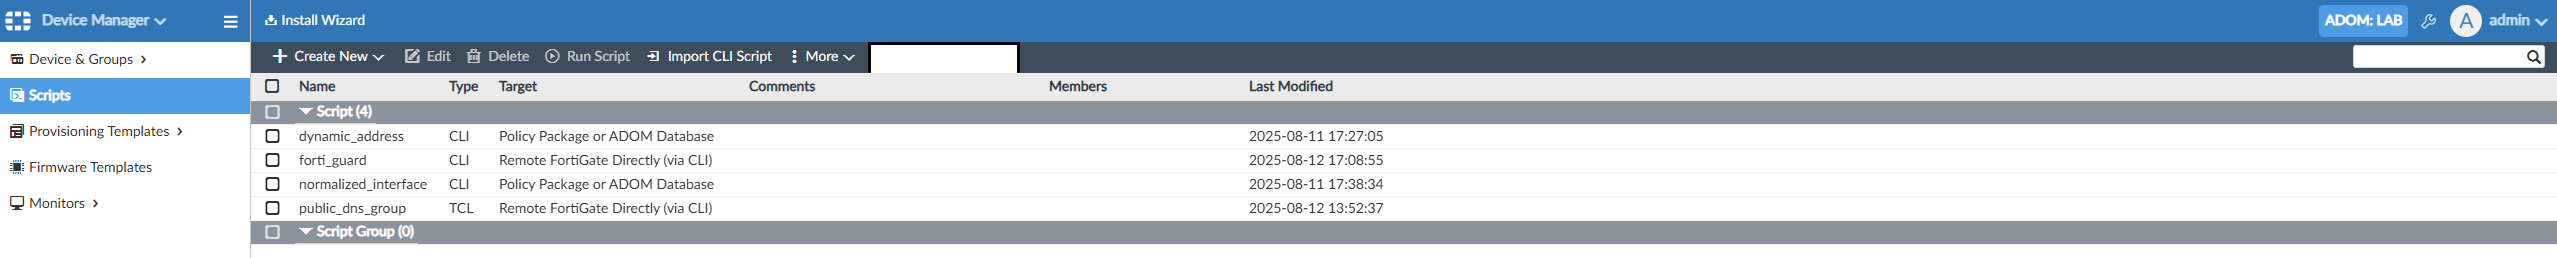 Device Manager
Install Wizard
ADOM: LAB
A
admin
Device & Groups
Scripts
Provisioning Templates
Firmware Templates
Monitors
Create New
Edit
Delete
Run Script
Import CLI Script
More
Name Type Target Comments Members Last Modified
Script (4)
dynamic_address CLI Policy Package or ADOM Database 2025-08-11 17:27:05
forti_guard CLI Remote FortiGate Directly (via CLI) 2025-08-12 17:08:55
normalized_interface CLI Policy Package or ADOM Database 2025-08-11 17:38:34
public_dns_group TCL Remote FortiGate Directly (via CLI) 2025-08-12 13:52:37
Script Group (0)